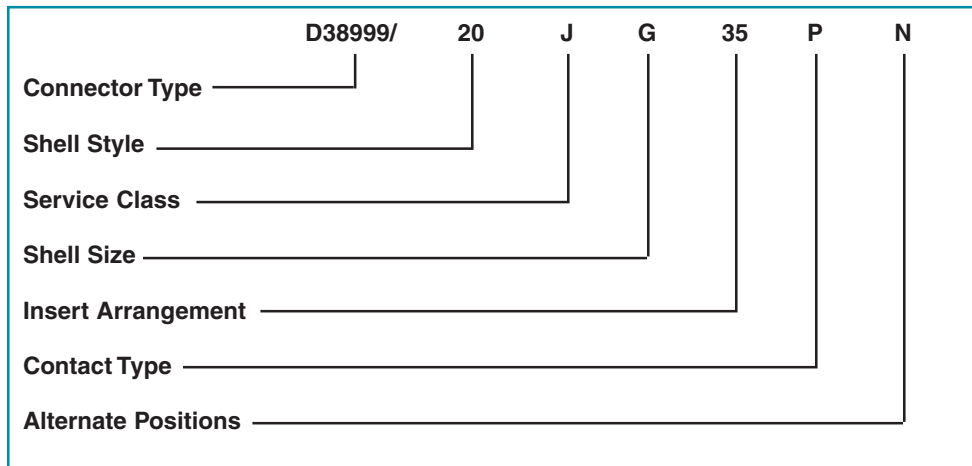 D38999/ 20 J G 35 P N
Connector Type
Shell Style
Service Class
Shell Size
Insert Arrangement
Contact Type
Alternate Positions